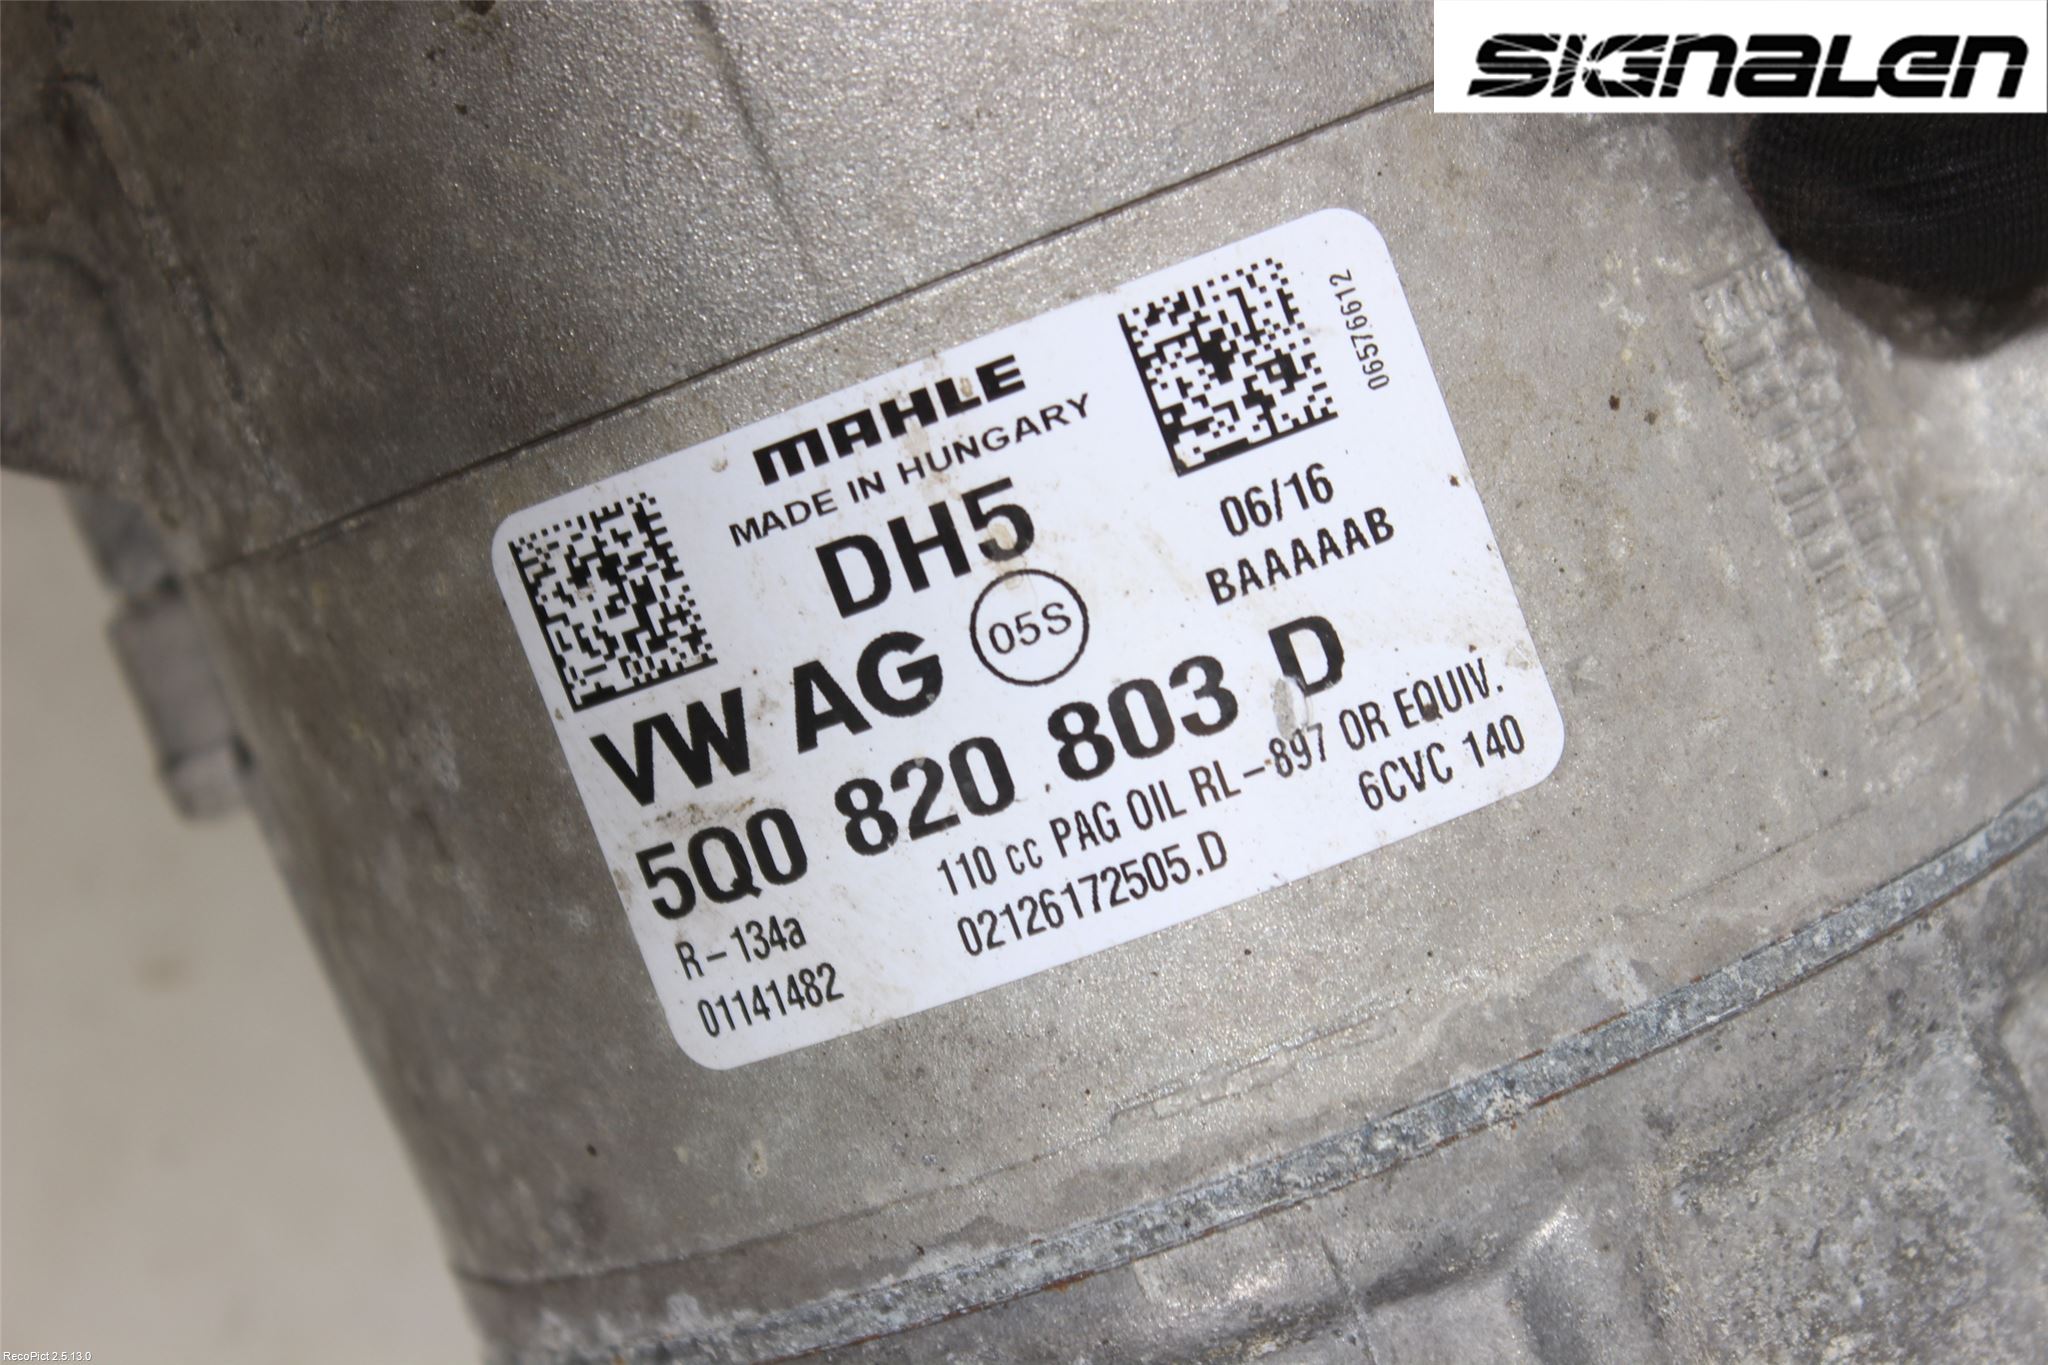 SIGNALEN
MAHLE
MADE IN HUNGARY
DH5
06576612
06/16
BAAAAAB
VW AG 05S
5Q0 820 803 D
R-134a
110 cc PAG OIL RL-897 OR EQUIV.
01141482
02126172505.D
6CVC 140
RecoPict 2.5.13.0